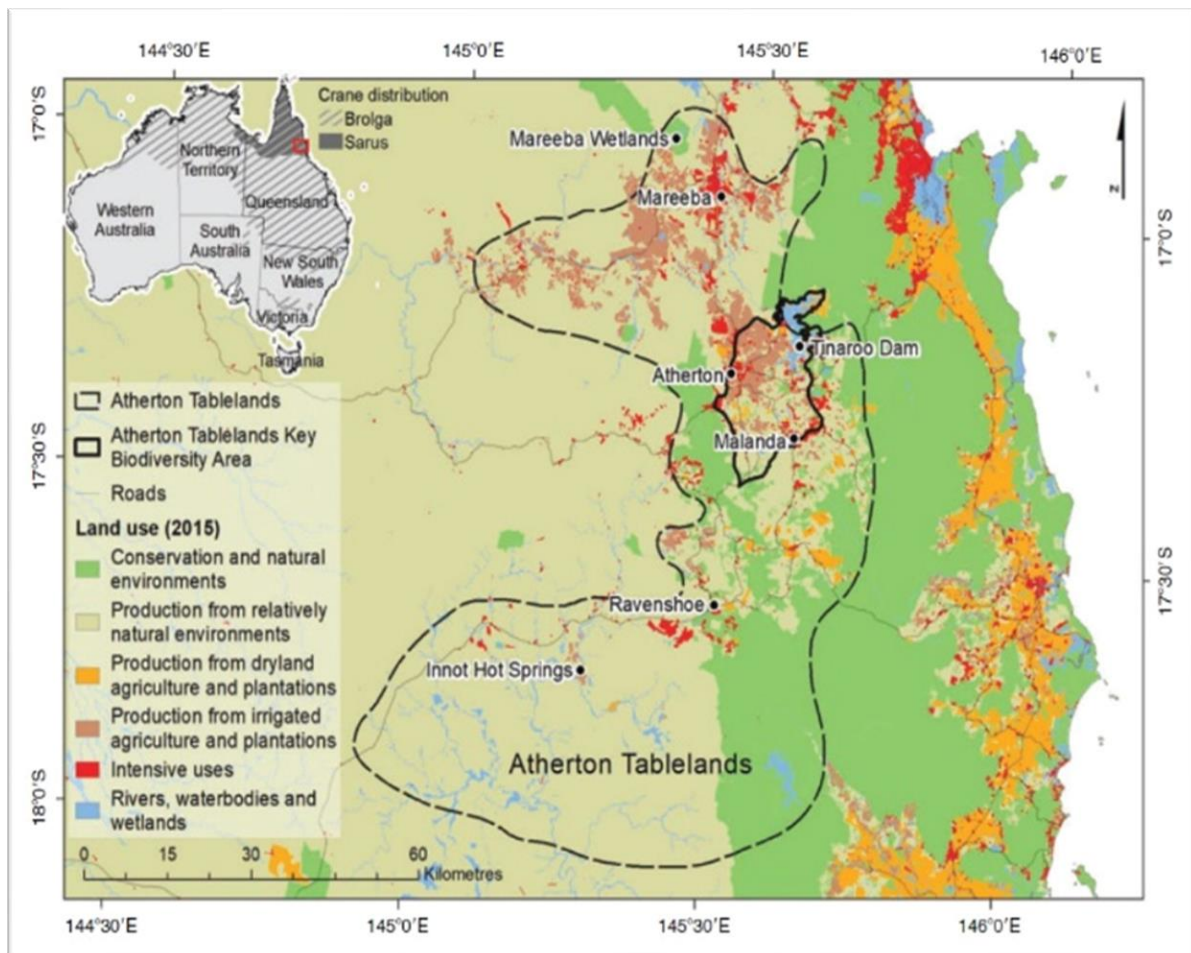 144°30'E
145°0'E
145°30'E
146°0'E
17°0'S
17°30'S
18°0'S
Crane distribution
Brolga
Sarus
Northern
Territory
Queensland
Western
Australia
South
Australia
New South
Wales
Victoria
Tasmania
Mareeba Wetlands
Mareeba
N
17°0'S
17°30'S
Tinaroo Dam
Atherton
Malanda
Ravenshoe
Innot Hot Springs
Atherton Tablelands
Atherton Tablelands
Atherton Tablelands Key
Biodiversity Area
Roads
Land use (2015)
Conservation and natural
environments
Production from relatively
natural environments
Production from dryland
agriculture and plantations
Production from irrigated
agriculture and plantations
Intensive uses
Rivers, waterbodies and
wetlands
0 15 30 60
Kilometres
144°30'E
145°0'E
145°30'E
146°0'E